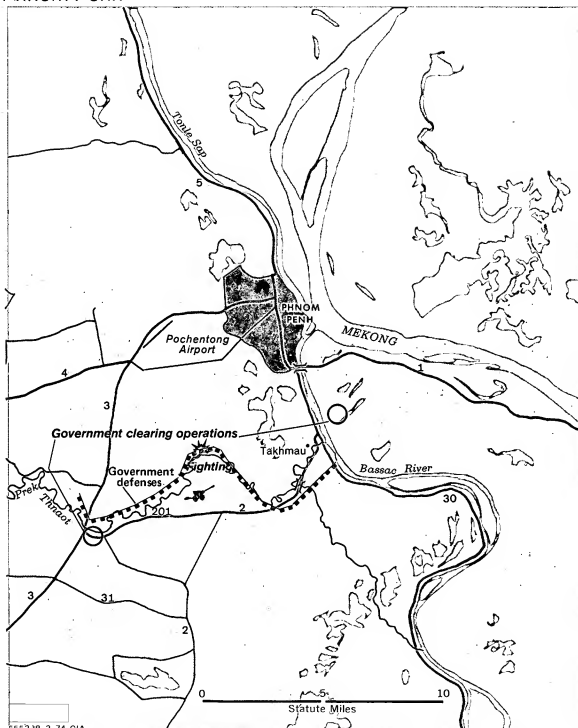 Tonle Sap
5
PHNOM
PENH
MEKONG
Pochentong
Airport
1
4
3
Government clearing operations
Takhmau
Fighting
Government
defenses
Bassac River
Prek
Thnaot
30
201
2
31
3
2
0 5 10
Statute Miles